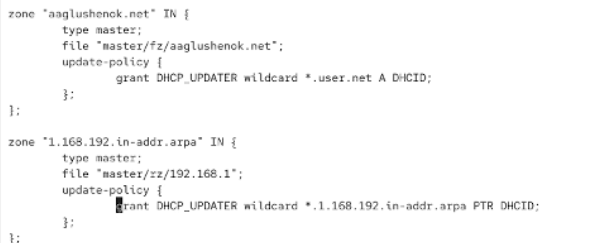 zone "aaglushenok.net" IN {
        type master;
        file "master/fz/aaglushenok.net";
        update-policy {
                grant DHCP_UPDATER wildcard *.user.net A DHCID;
        };
};

zone "1.168.192.in-addr.arpa" IN {
        type master;
        file "master/rz/192.168.1";
        update-policy {
                grant DHCP_UPDATER wildcard *.1.168.192.in-addr.arpa PTR DHCID;
        };
};